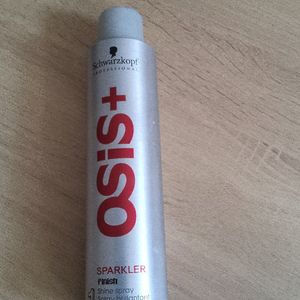 Schwarzkopf
PROFESSIONAL
OSiS+
SPARKLER
Finish
Shine spray